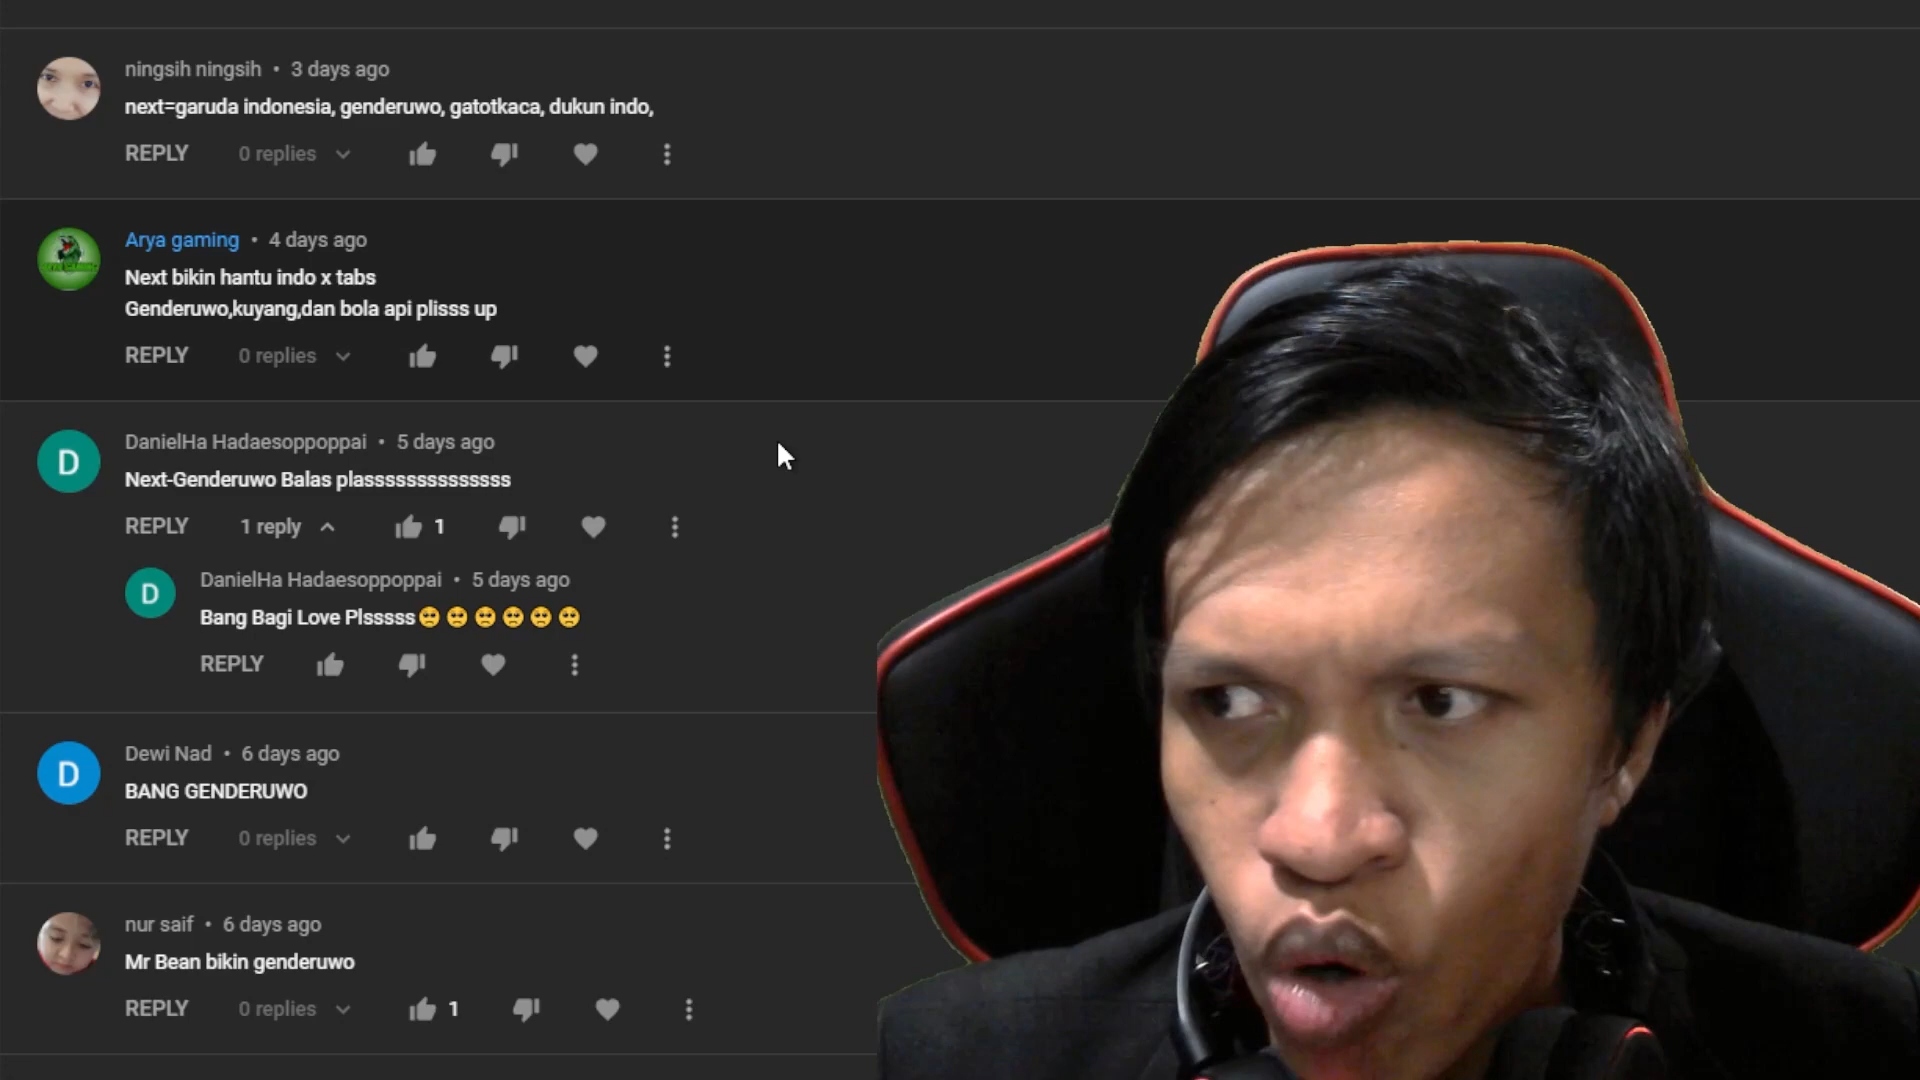 ningsih ningsih • 3 days ago
next=garuda indonesia, genderuwo, gatotkaca, dukun indo,
REPLY 0 replies
Arya gaming • 4 days ago
Next bikin hantu indo x tabs
Genderuwo,kuyang,dan bola api plisss up
REPLY 0 replies
D
DanielHa Hadaesoppoppai • 5 days ago
Next-Genderuwo Balas plassssssssssssss
REPLY 1 reply 1
D
DanielHa Hadaesoppoppai • 5 days ago
Bang Bagi Love Plsssss🥺🥺🥺🥺🥺🥺
REPLY
D
Dewi Nad • 6 days ago
BANG GENDERUWO
REPLY 0 replies
nur saif • 6 days ago
Mr Bean bikin genderuwo
REPLY 0 replies 1